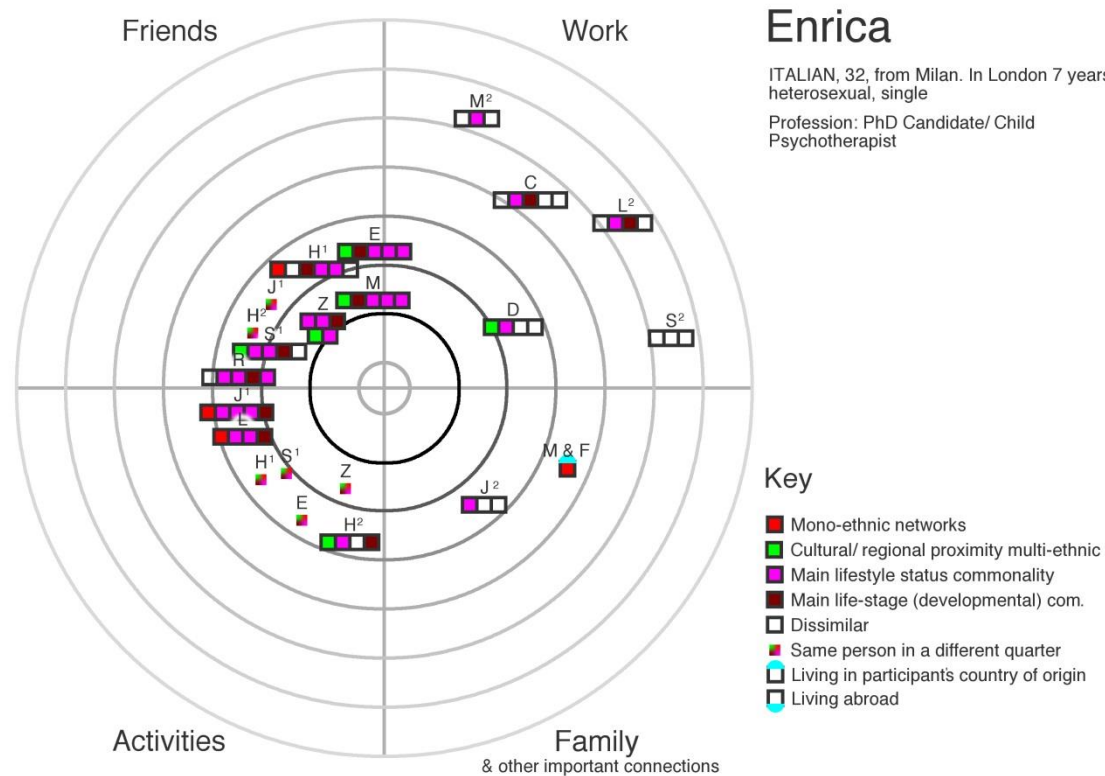 Friends
Work
Enrica
ITALIAN, 32, from Milan. In London 7 years
heterosexual, single
Profession: PhD Candidate/ Child
Psychotherapist
M²
C
L²
E
H¹
J¹
M
H²
Z
D
S¹
S²
R
J¹
L
H¹
S¹
Z
M & F
J²
E
H²
Key
Mono-ethnic networks
Cultural/ regional proximity multi-ethnic
Main lifestyle status commonality
Main life-stage (developmental) com.
Dissimilar
Same person in a different quarter
Living in participant's country of origin
Living abroad
Activities
Family
& other important connections